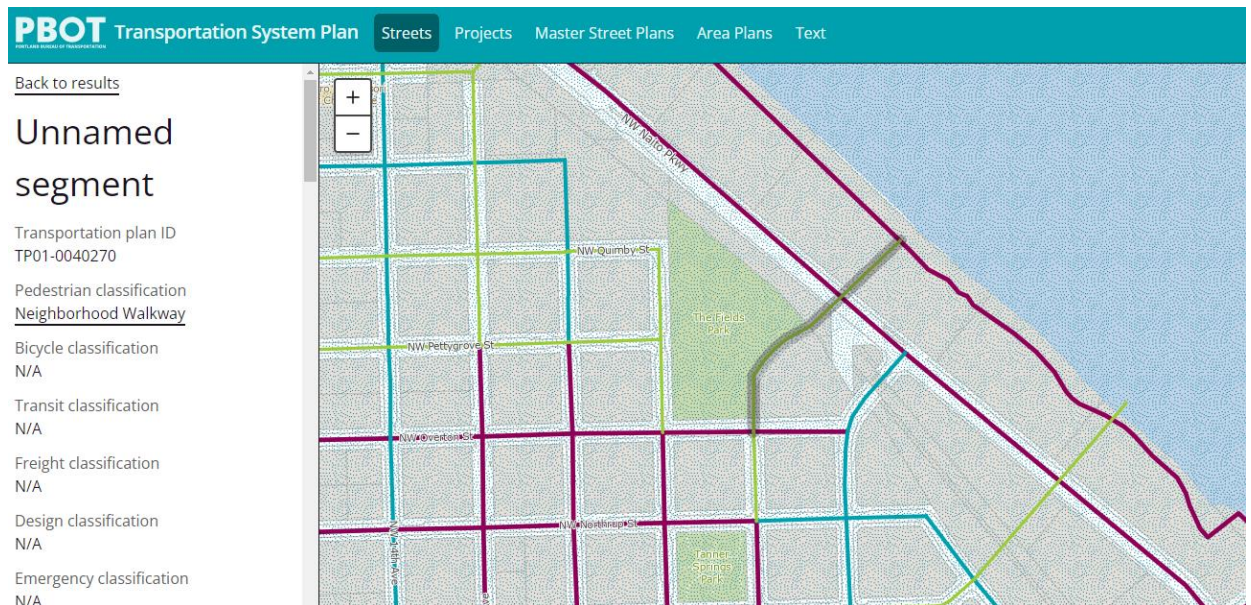 PBOT Transportation System Plan Streets Projects Master Street Plans Area Plans Text
PORTLAND BUREAU OF TRANSPORTATION
Back to results
Unnamed
segment
Transportation plan ID
TP01-0040270
Pedestrian classification
Neighborhood Walkway
Bicycle classification
N/A
Transit classification
N/A
Freight classification
N/A
Design classification
N/A
Emergency classification
N/A
+
−
NW Naito Pkwy
NW Quimby St
The Fields
Park
NW Pettygrove St
NW Overton St
NW Northrup St
NW 14th Ave
Tanner
Springs
Park